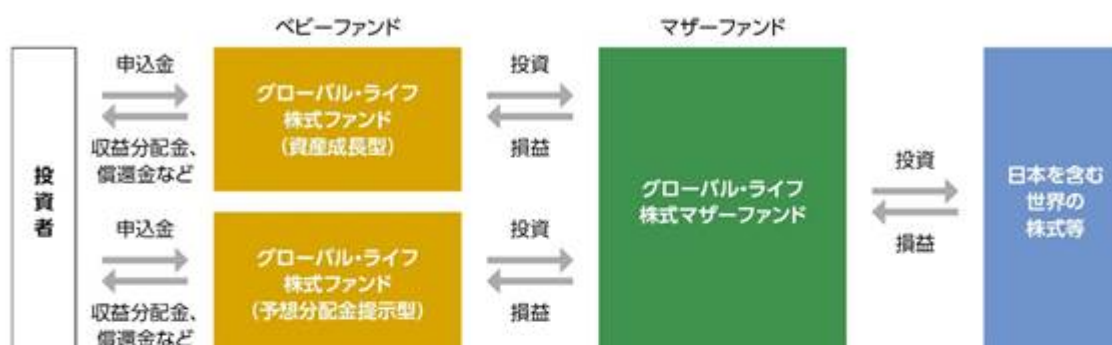 ベビーファンド
マザーファンド
投資者
申込金
収益分配金、
償還金など
グローバル・ライフ
株式ファンド
(資産成長型)
投資
損益
申込金
収益分配金、
償還金など
グローバル・ライフ
株式ファンド
(予想分配金提示型)
投資
損益
グローバル・ライフ
株式マザーファンド
投資
損益
日本を含む
世界の
株式等